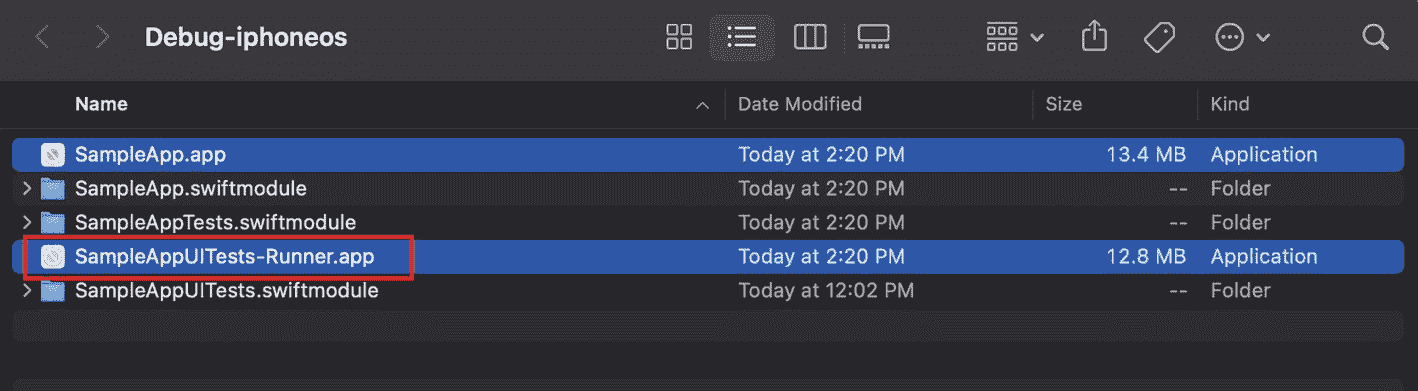 Debug-iphoneos
Name Date Modified Size Kind
SampleApp.app Today at 2:20 PM 13.4 MB Application
SampleApp.swiftmodule Today at 2:20 PM -- Folder
SampleAppTests.swiftmodule Today at 2:20 PM -- Folder
SampleAppUITests-Runner.app Today at 2:20 PM 12.8 MB Application
SampleAppUITests.swiftmodule Today at 12:02 PM -- Folder